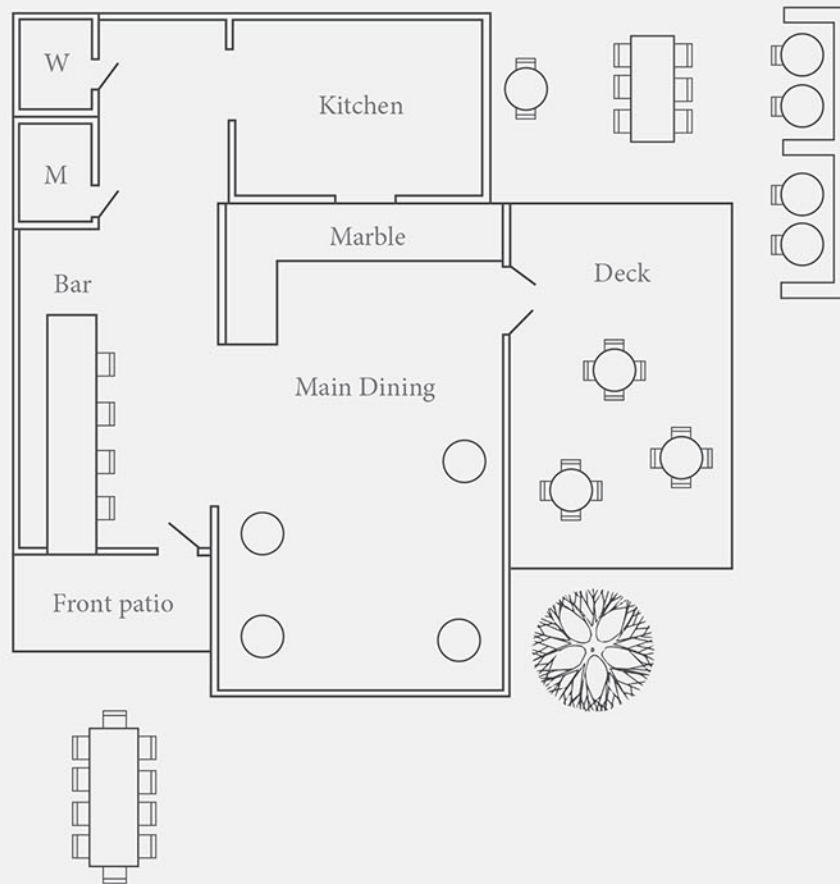 W
Kitchen
M
Marble
Deck
Bar
Main Dining
Front patio